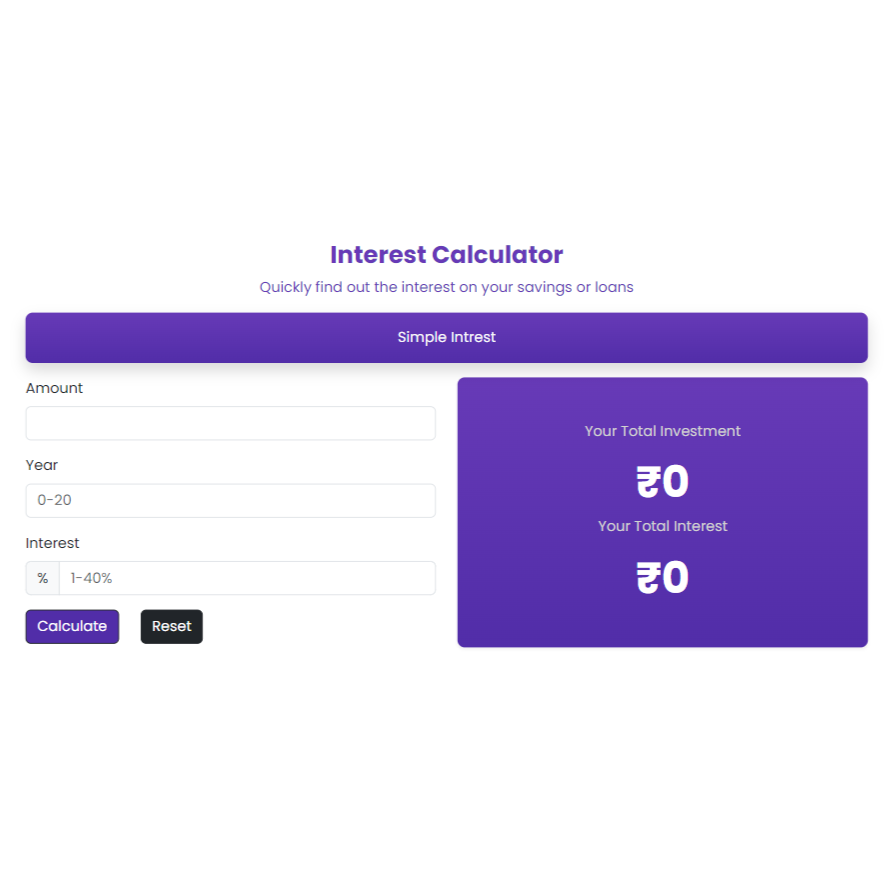 Interest Calculator
Quickly find out the interest on your savings or loans
Simple Intrest
Amount
Year
0-20
Interest
% 1-40%
Calculate Reset
Your Total Investment
₹0
Your Total Interest
₹0